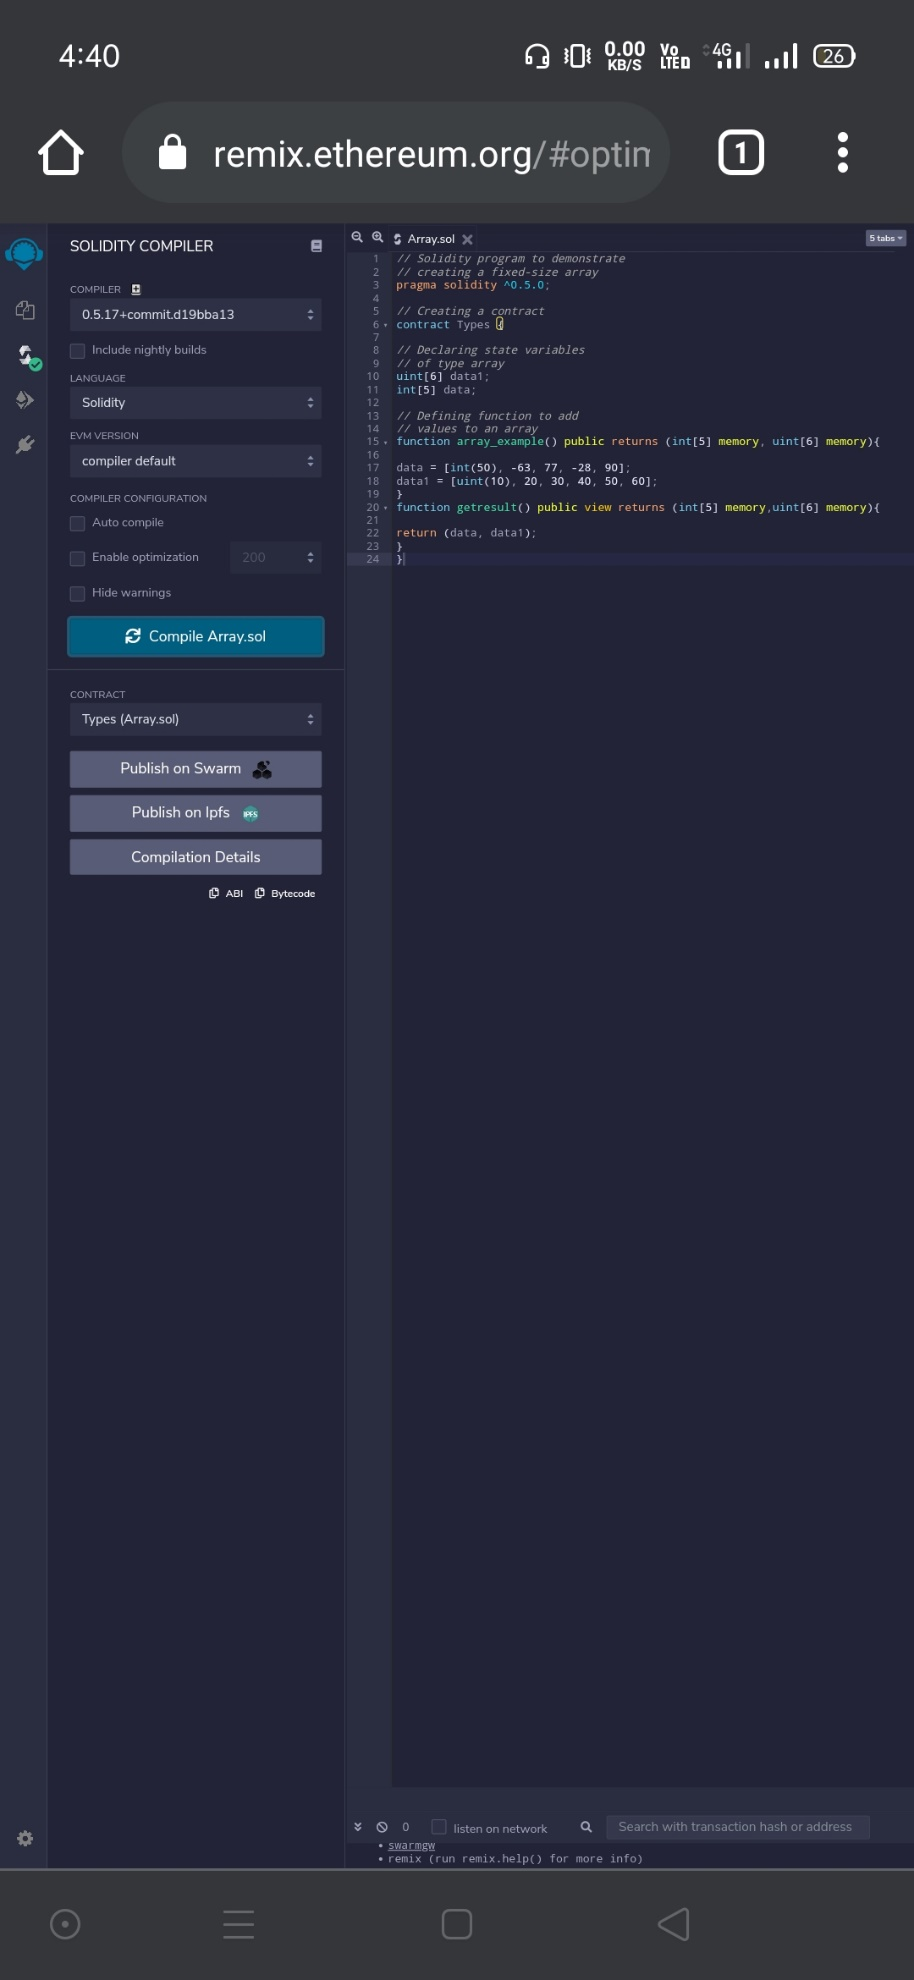 4:40
0.00 KB/S
Vo LTE
4G
26
remix.ethereum.org/#optim
1
SOLIDITY COMPILER
COMPILER
0.5.17+commit.d19bba13
Include nightly builds
LANGUAGE
Solidity
EVM VERSION
compiler default
COMPILER CONFIGURATION
Auto compile
Enable optimization
200
Hide warnings
Compile Array.sol
CONTRACT
Types (Array.sol)
Publish on Swarm
Publish on Ipfs
IPFS
Compilation Details
ABI
Bytecode
Array.sol
5 tabs
1 // Solidity program to demonstrate
2 // creating a fixed-size array
3 pragma solidity ^0.5.0;
4
5 // Creating a contract
6 contract Types {
7
8 // Declaring state variables
9 // of type array
10 uint[6] data1;
11 int[5] data;
12
13 // Defining function to add
14 // values to an array
15 function array_example() public returns (int[5] memory, uint[6] memory){
16
17 data = [int(50), -63, 77, -28, 90];
18 data1 = [uint(10), 20, 30, 40, 50, 60];
19 }
20 function getresult() public view returns (int[5] memory,uint[6] memory){
21
22 return (data, data1);
23 }
24 }
0
listen on network
Search with transaction hash or address
• swarmgw
• remix (run remix.help() for more info)